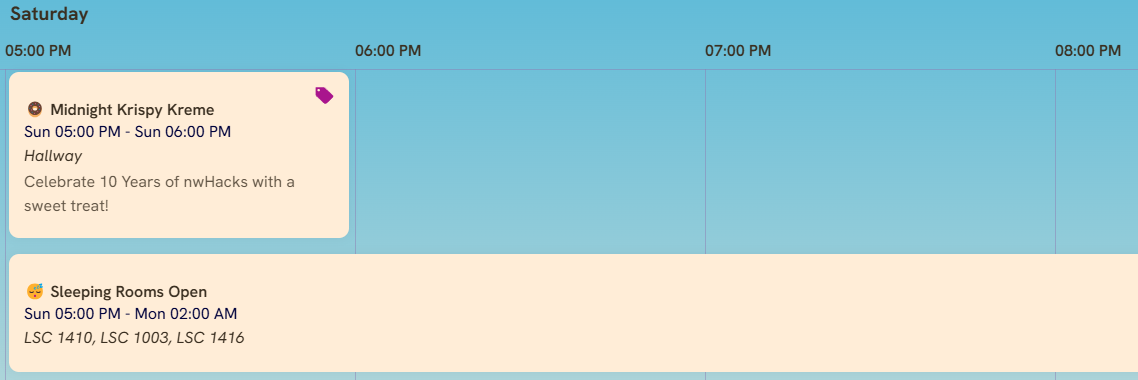 Saturday
05:00 PM 06:00 PM 07:00 PM 08:00 PM
Midnight Krispy Kreme
Sun 05:00 PM - Sun 06:00 PM
Hallway
Celebrate 10 Years of nwHacks with a
sweet treat!
Sleeping Rooms Open
Sun 05:00 PM - Mon 02:00 AM
LSC 1410, LSC 1003, LSC 1416